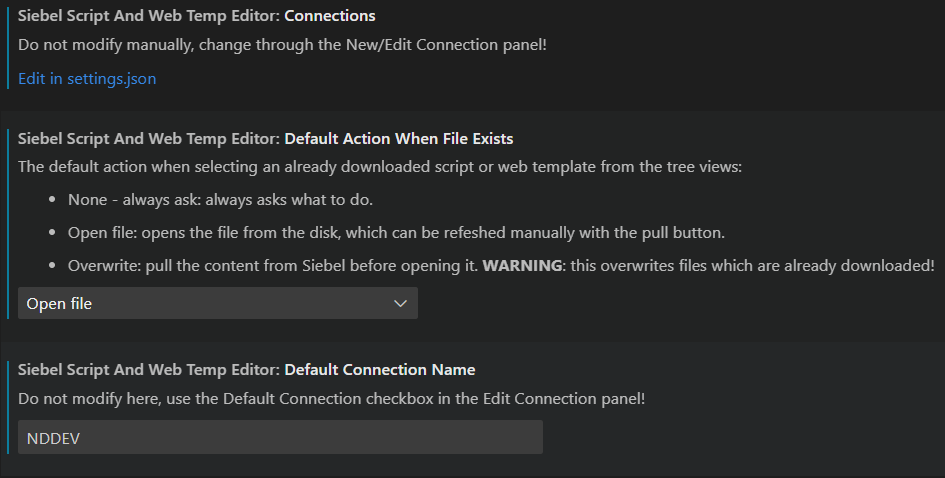 Siebel Script And Web Temp Editor: Connections
Do not modify manually, change through the New/Edit Connection panel!
Edit in settings.json
Siebel Script And Web Temp Editor: Default Action When File Exists
The default action when selecting an already downloaded script or web template from the tree views:
• None - always ask: always asks what to do.
• Open file: opens the file from the disk, which can be refeshed manually with the pull button.
• Overwrite: pull the content from Siebel before opening it. WARNING: this overwrites files which are already downloaded!
Open file
Siebel Script And Web Temp Editor: Default Connection Name
Do not modify here, use the Default Connection checkbox in the Edit Connection panel!
NDDEV